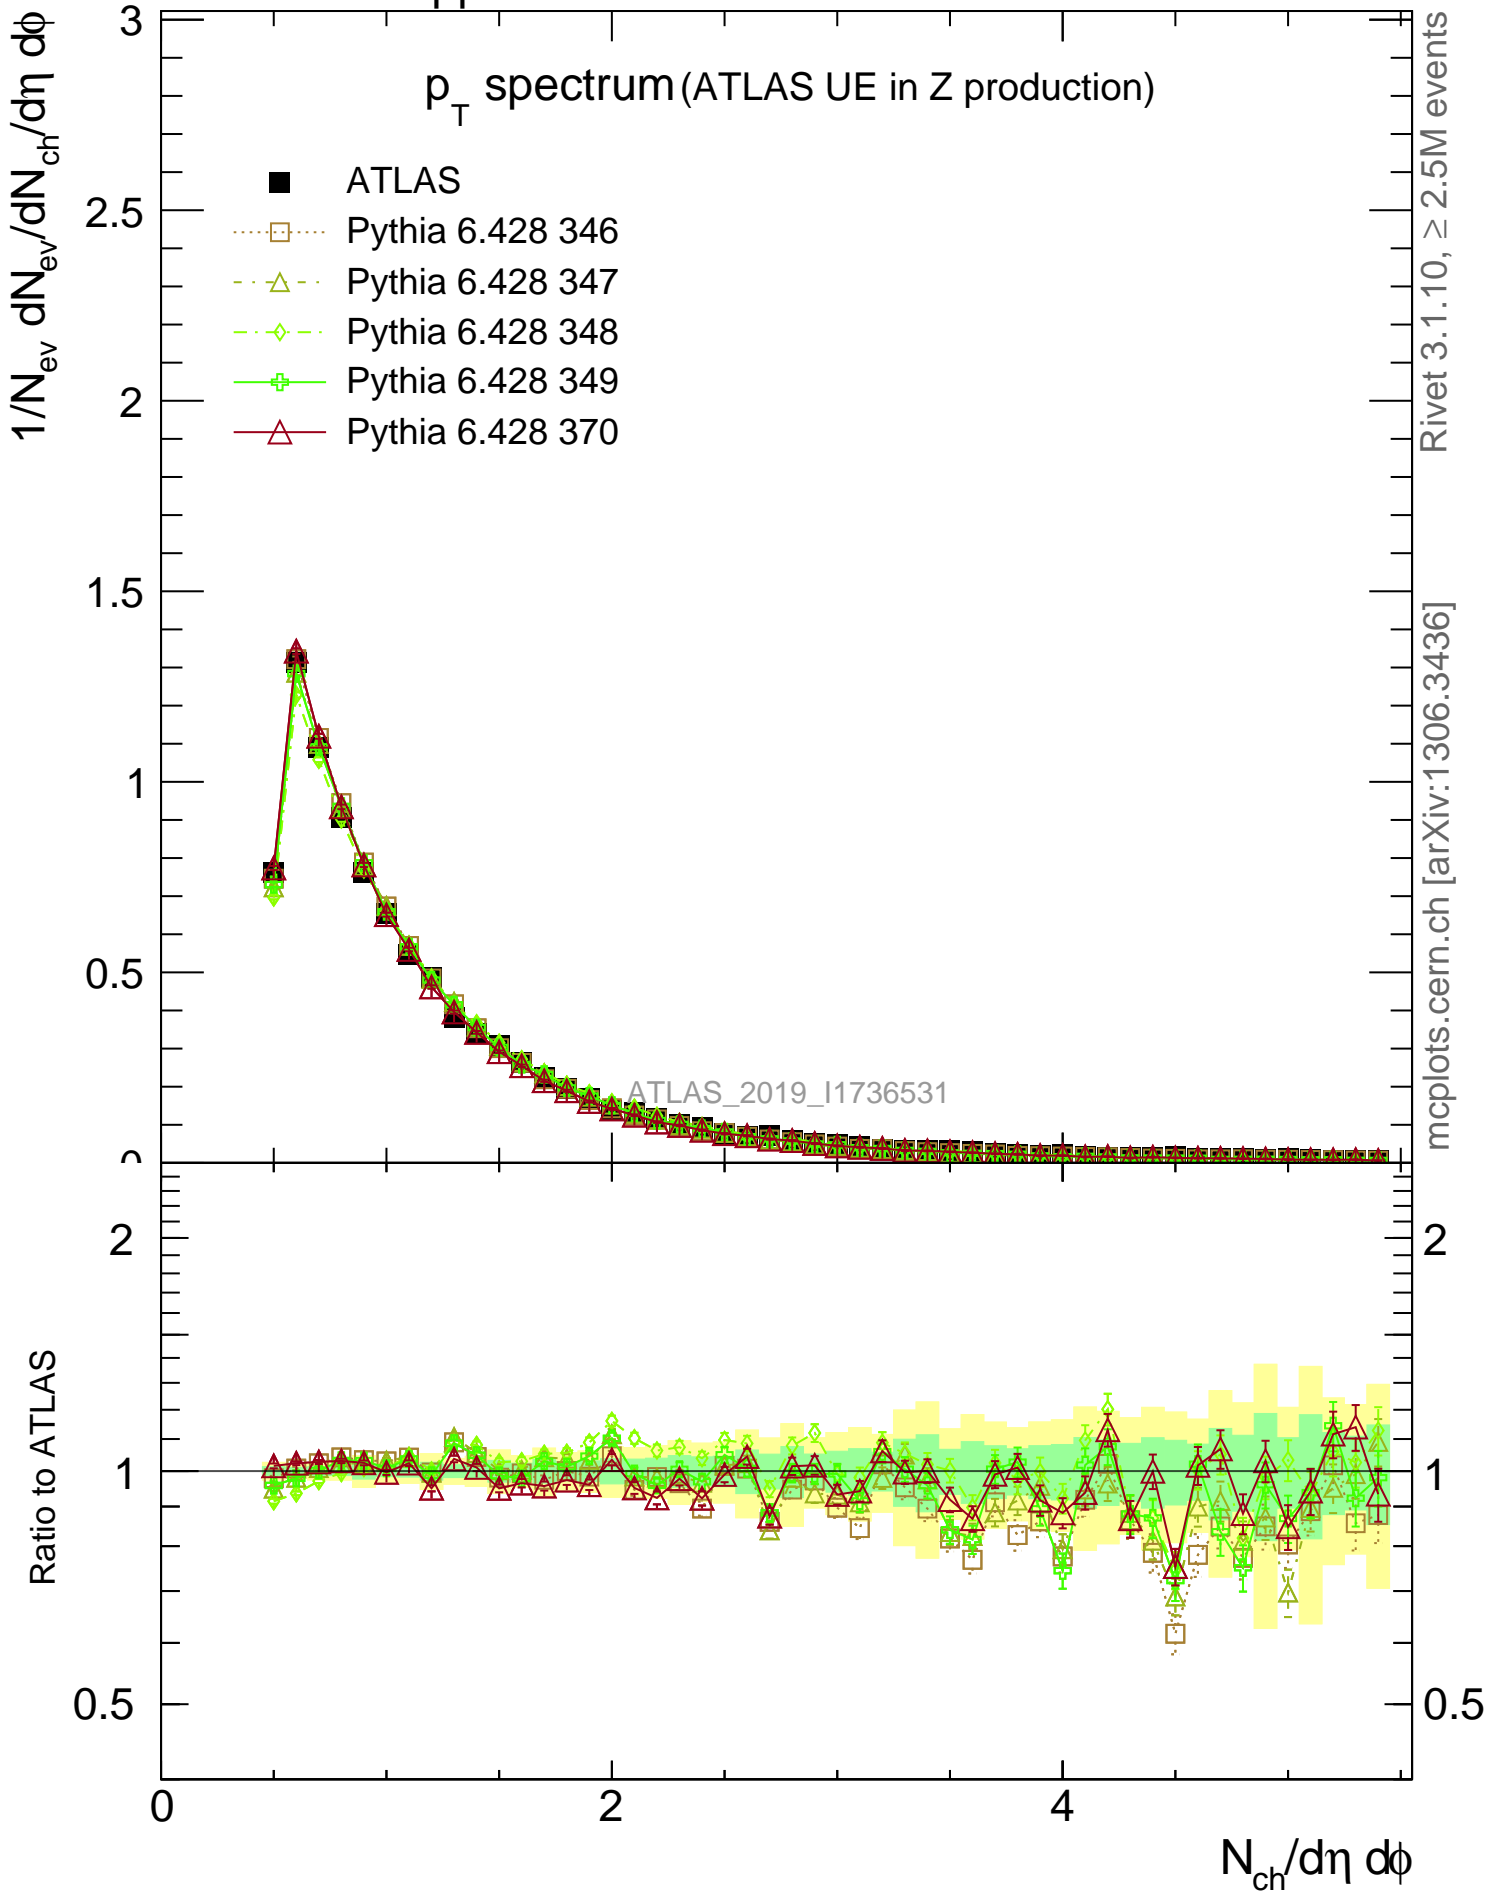 p_T spectrum (ATLAS UE in Z production)
1/N_ev dN_ev/dN_ch/dη dϕ
3
2.5
2
1.5
1
0.5
0
ATLAS
Pythia 6.428 346
Pythia 6.428 347
Pythia 6.428 348
Pythia 6.428 349
Pythia 6.428 370
ATLAS_2019_I1736531
Rivet 3.1.10, ≥ 2.5M events
mcplots.cern.ch [arXiv:1306.3436]
Ratio to ATLAS
2
1
0.5
2
1
0.5
0
2
4
N_ch/dη dϕ